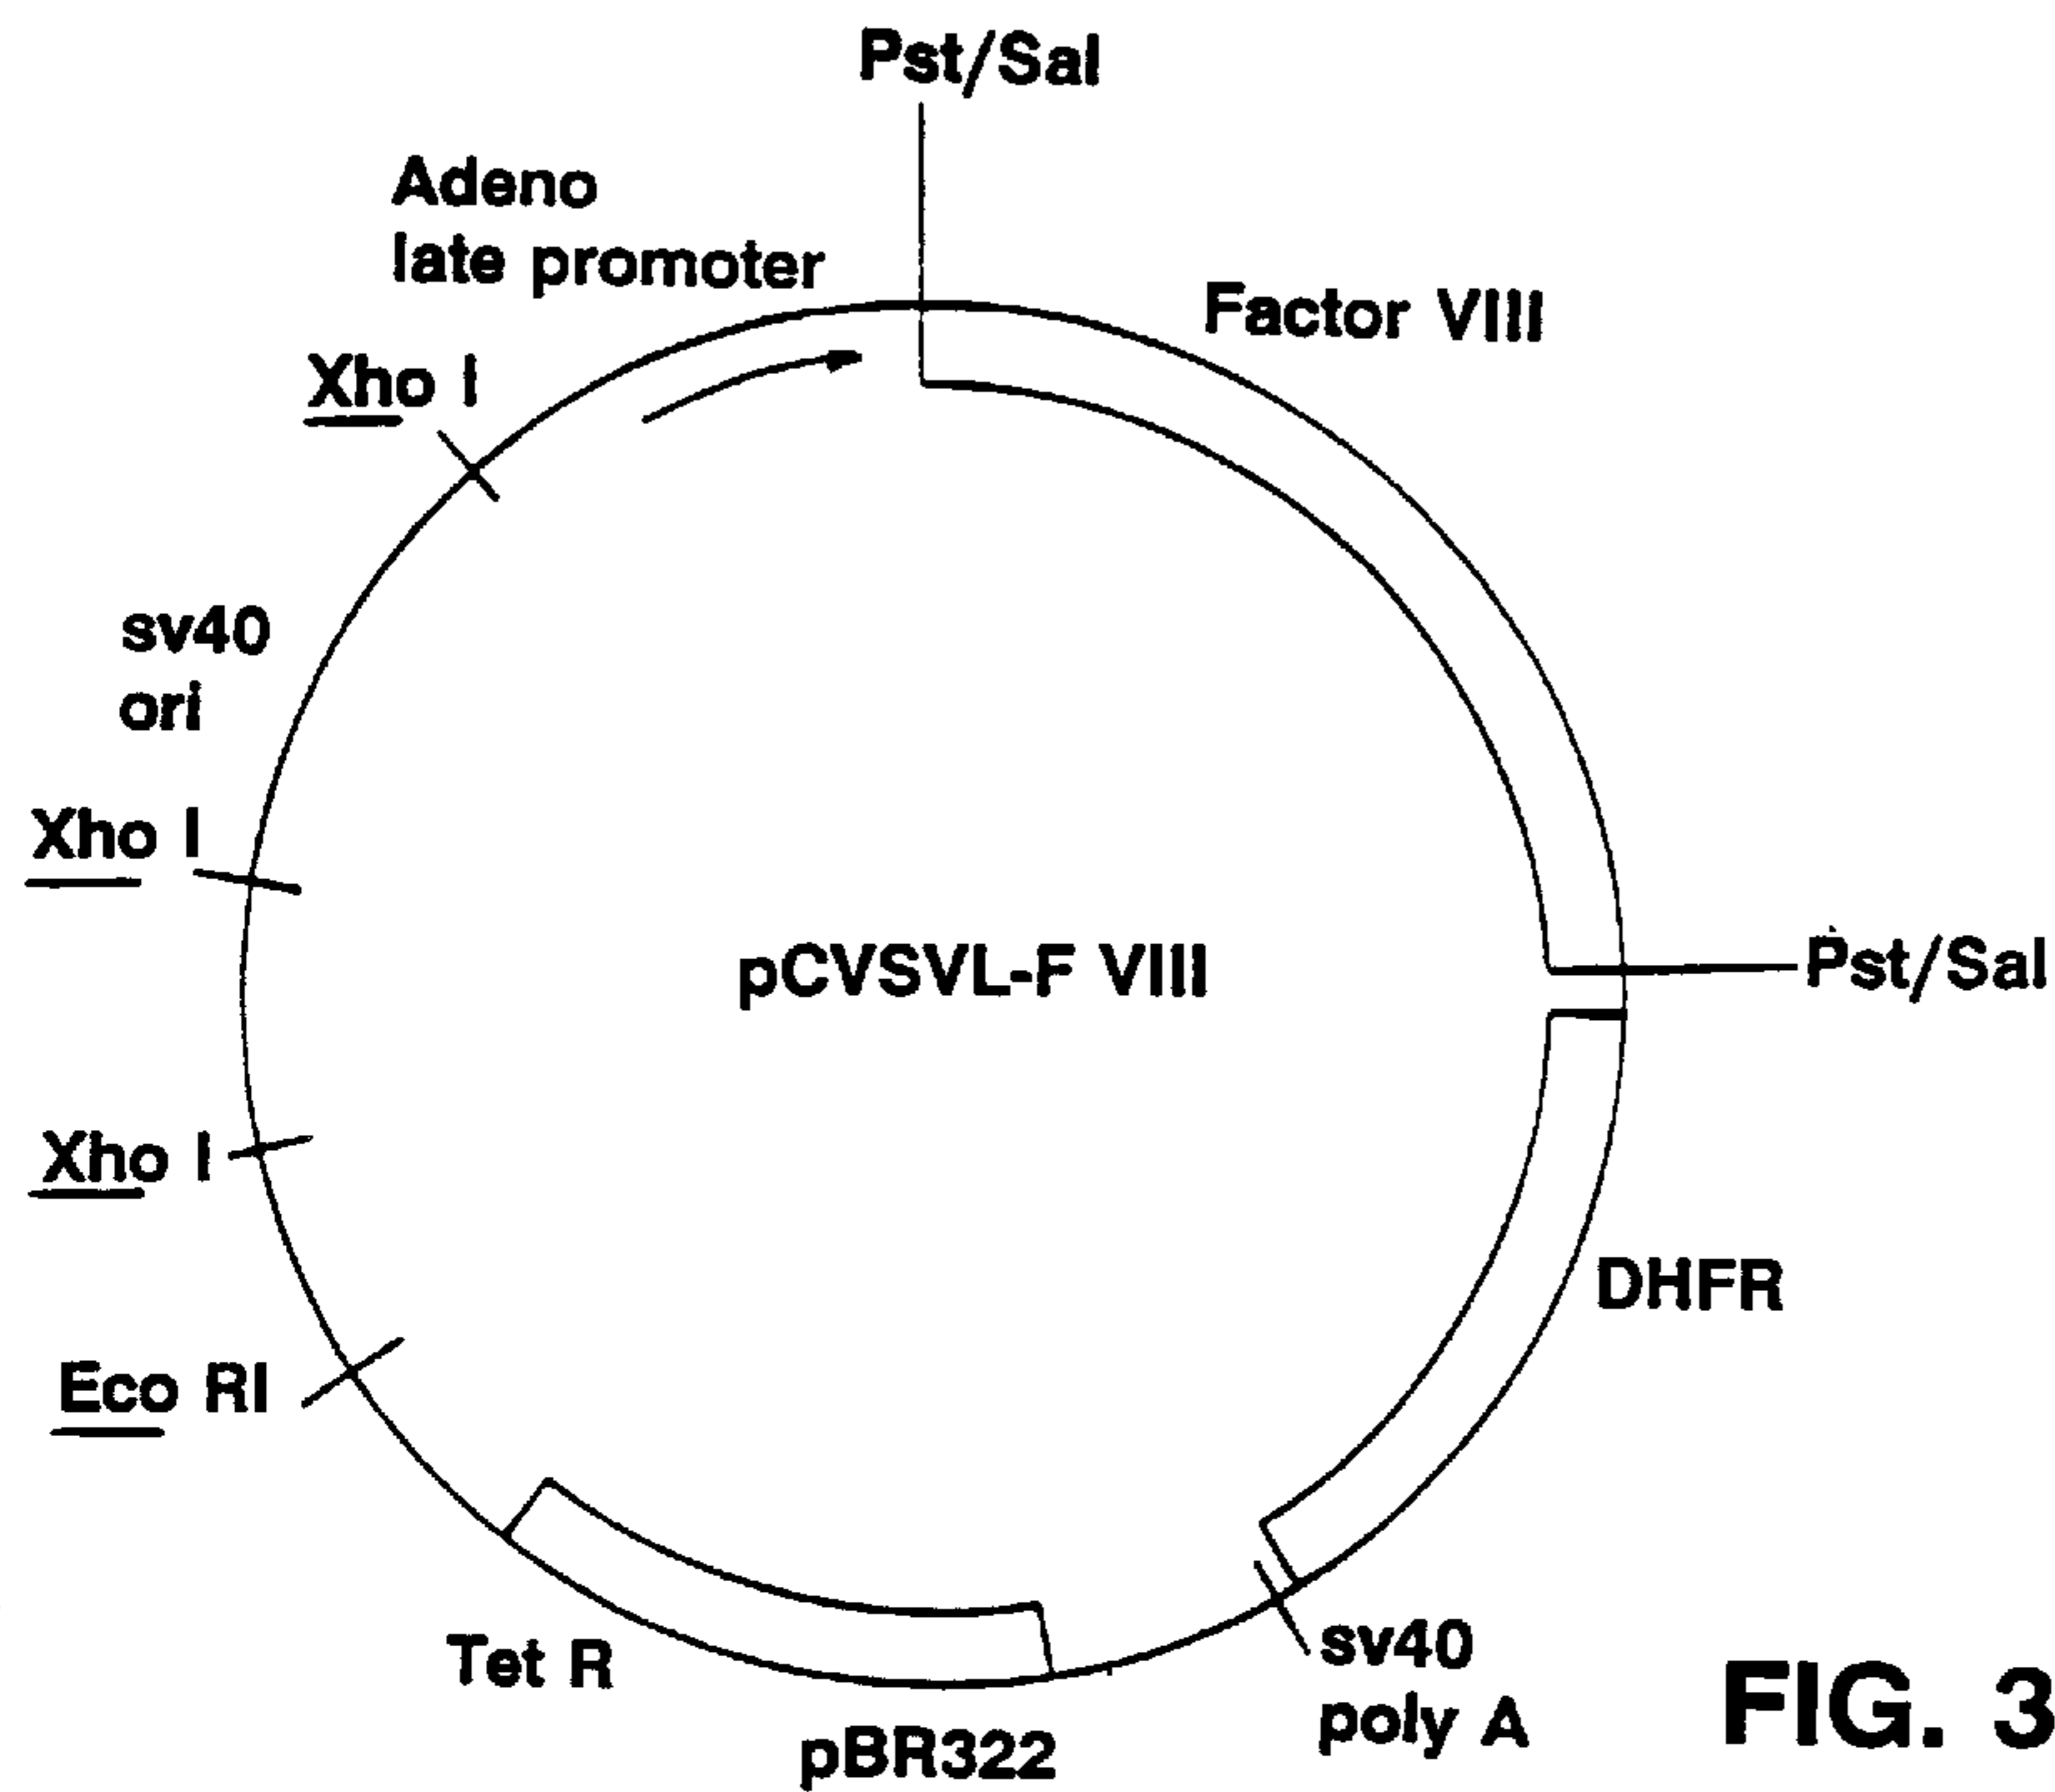 Pst/Sal
Adeno
late promoter
Factor VIII
Xho I
sv40
ori
Xho I
pCVSVL-F VIII
Pst/Sal
Xho I
DHFR
Eco RI
Tet R
sv40
poly A
pBR322
FIG. 3